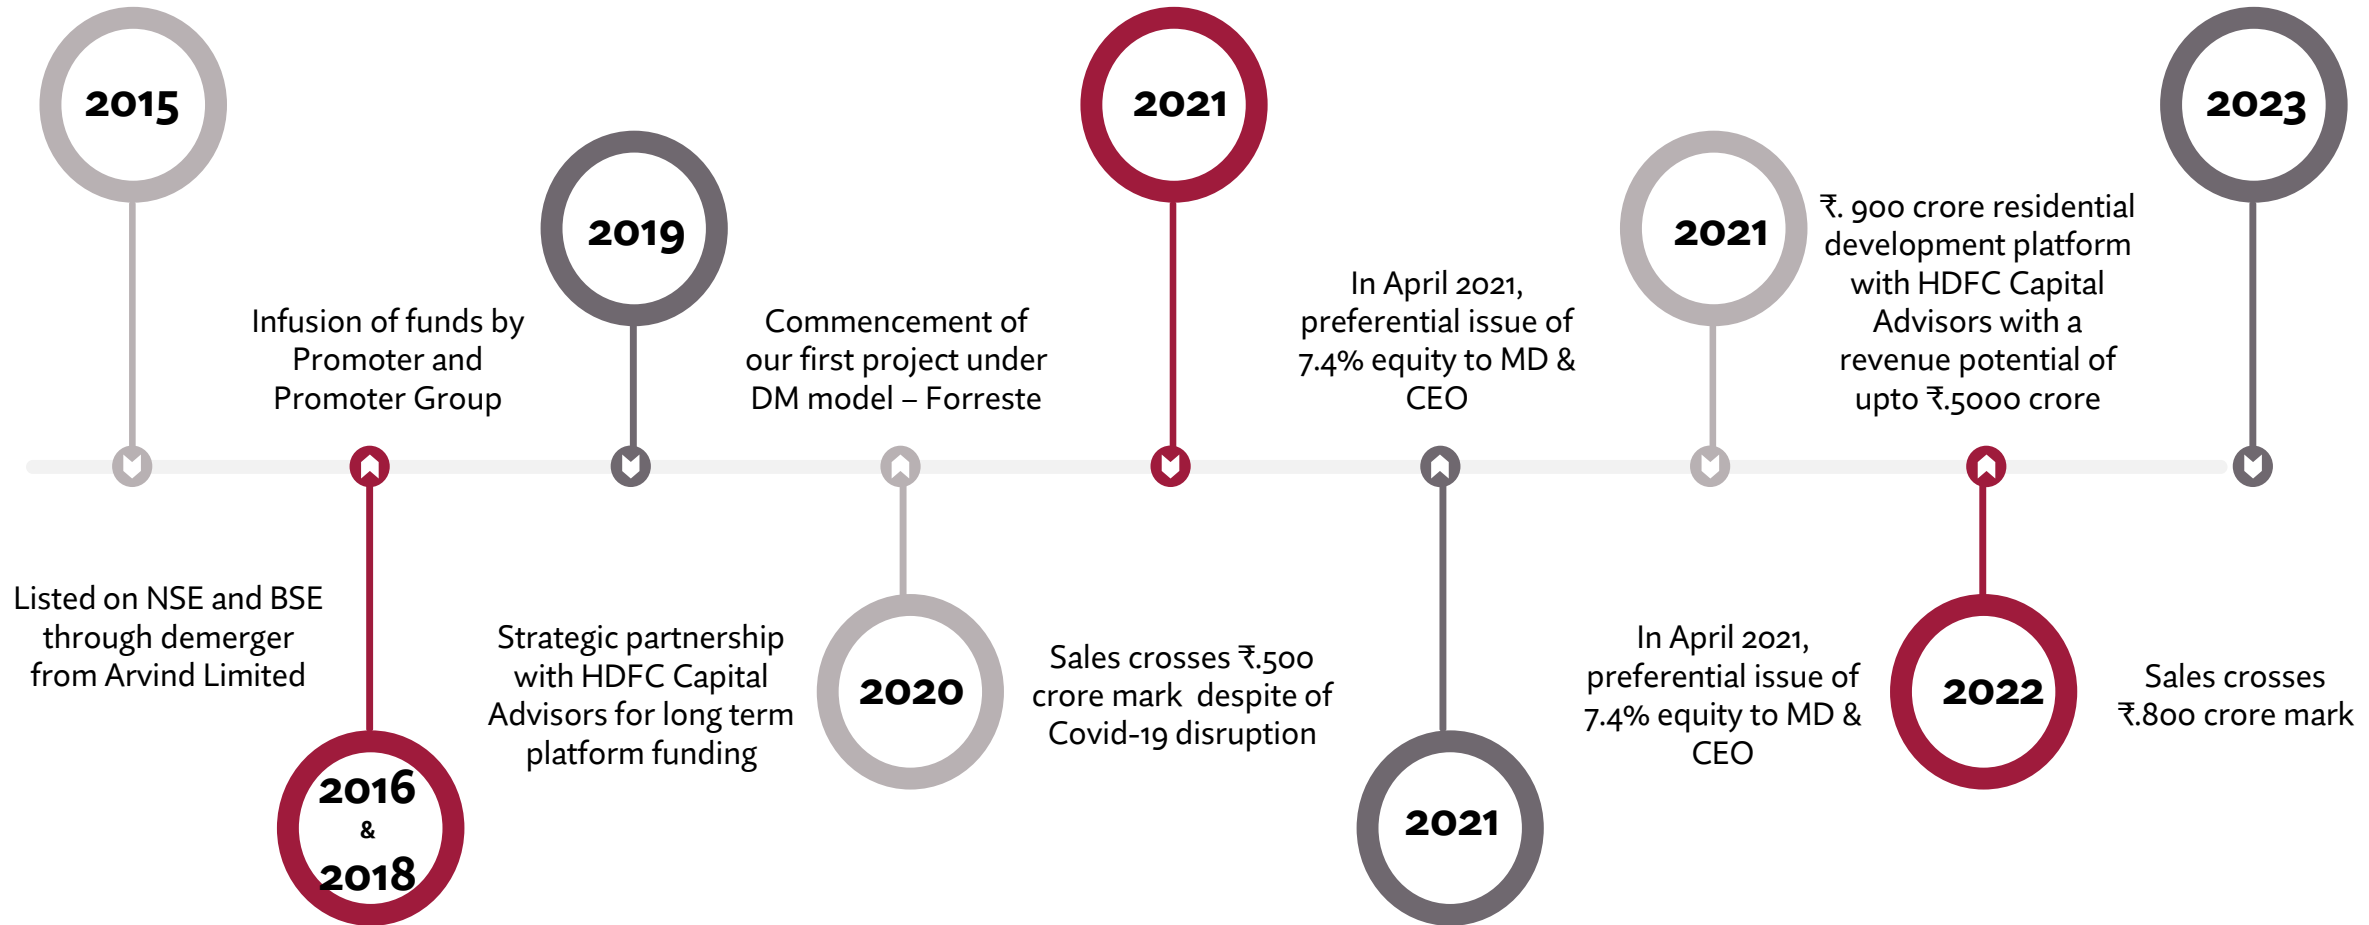 2015
Listed on NSE and BSE
through demerger
from Arvind Limited
Infusion of funds by
Promoter and
Promoter Group
2016
&
2018
2019
Strategic partnership
with HDFC Capital
Advisors for long term
platform funding
Commencement of
our first project under
DM model – Forreste
2020
2021
Sales crosses ₹.500
crore mark despite of
Covid-19 disruption
In April 2021,
preferential issue of
7.4% equity to MD &
CEO
2021
2021
In April 2021,
preferential issue of
7.4% equity to MD &
CEO
₹. 900 crore residential
development platform
with HDFC Capital
Advisors with a
revenue potential of
upto ₹.5000 crore
2022
2023
Sales crosses
₹.800 crore mark